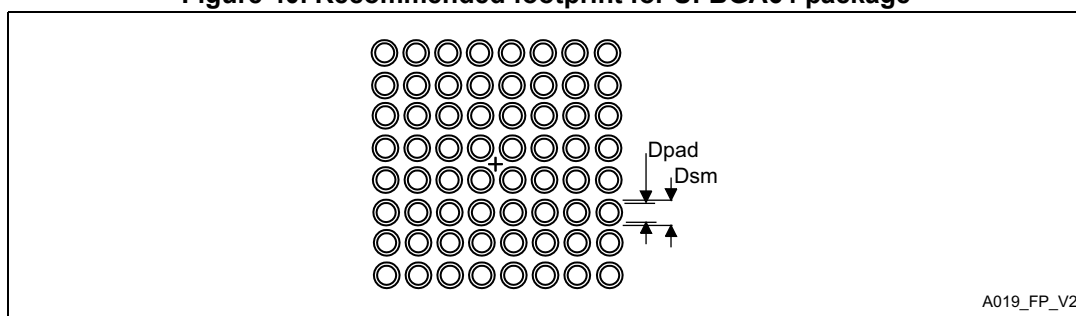 Figure 40. Recommended footprint for UFBGA64 package
Dpad
Dsm
A019_FP_V2